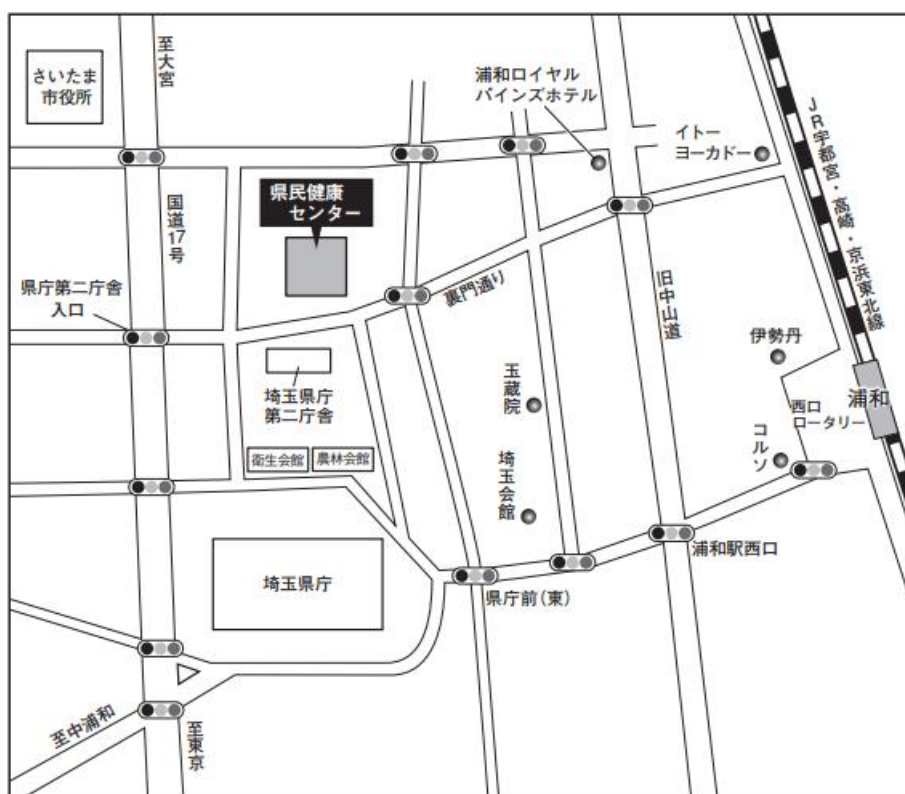 至大宮
さいたま
市役所
浦和ロイヤル
パインズホテル
イトー
ヨーカドー
JR宇都宮・高崎・京浜東北線
県民健康
センター
国道17号
裏門通り
旧中山道
県庁第二庁舎
入口
伊勢丹
埼玉県庁
第二庁舎
玉蔵院
浦和
西口
ロータリー
コルソ
衛生会館
農林会館
埼玉会館
浦和駅西口
埼玉県庁
県庁前(東)
至中浦和
至東京